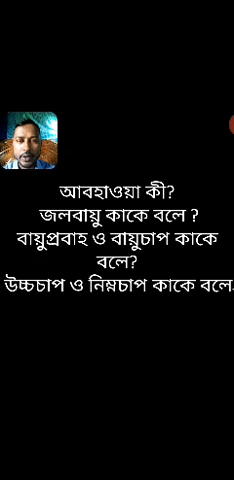 আবহাওয়া কী?
জলবায়ু কাকে বলে ?
বায়ুপ্রবাহ ও বায়ুচাপ কাকে
বলে?
উচ্চচাপ ও নিম্নচাপ কাকে বলে